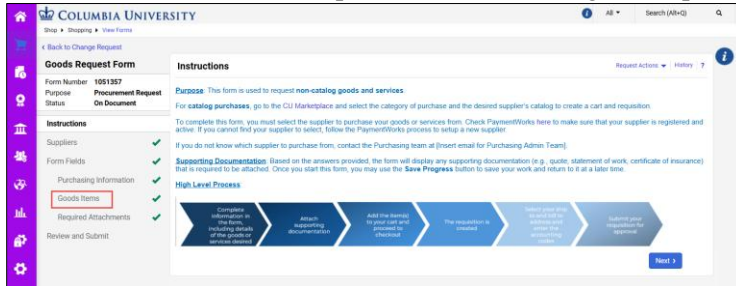 COLUMBIA UNIVERSITY
All
Search (Alt+Q)
Shop Shopping View Forms
Back to Change Request
Goods Request Form
Form Number 1051357
Purpose Procurement Request
Status On Document
Instructions
Suppliers
Form Fields
Purchasing Information
Goods Items
Required Attachments
Review and Submit
Instructions
Request Actions History ?
Purpose: This form is used to request non-catalog goods and services.
For catalog purchases, go to the CU Marketplace and select the category of purchase and the desired supplier's catalog to create a cart and requisition.
To complete this form, you must select the supplier to purchase your goods or services from. Check PaymentWorks here to make sure that your supplier is registered and
active. If you cannot find your supplier to select, follow the PaymentWorks process to setup a new supplier.
If you do not know which supplier to purchase from, contact the Purchasing team at [Insert email for Purchasing Admin Team].
Supporting Documentation: Based on the answers provided, the form will display any supporting documentation (e.g., quote, statement of work, certificate of insurance)
that is required to be attached. Once you start this form, you may use the Save Progress button to save your work and return to it at a later time.
High Level Process:
Complete
information in
the form,
including details
of the goods or
services desired
Attach
supporting
documentation
Add the item(s)
to your cart and
proceed to
checkout
The requisition is
created
Submit your
requisition for
approval
Next